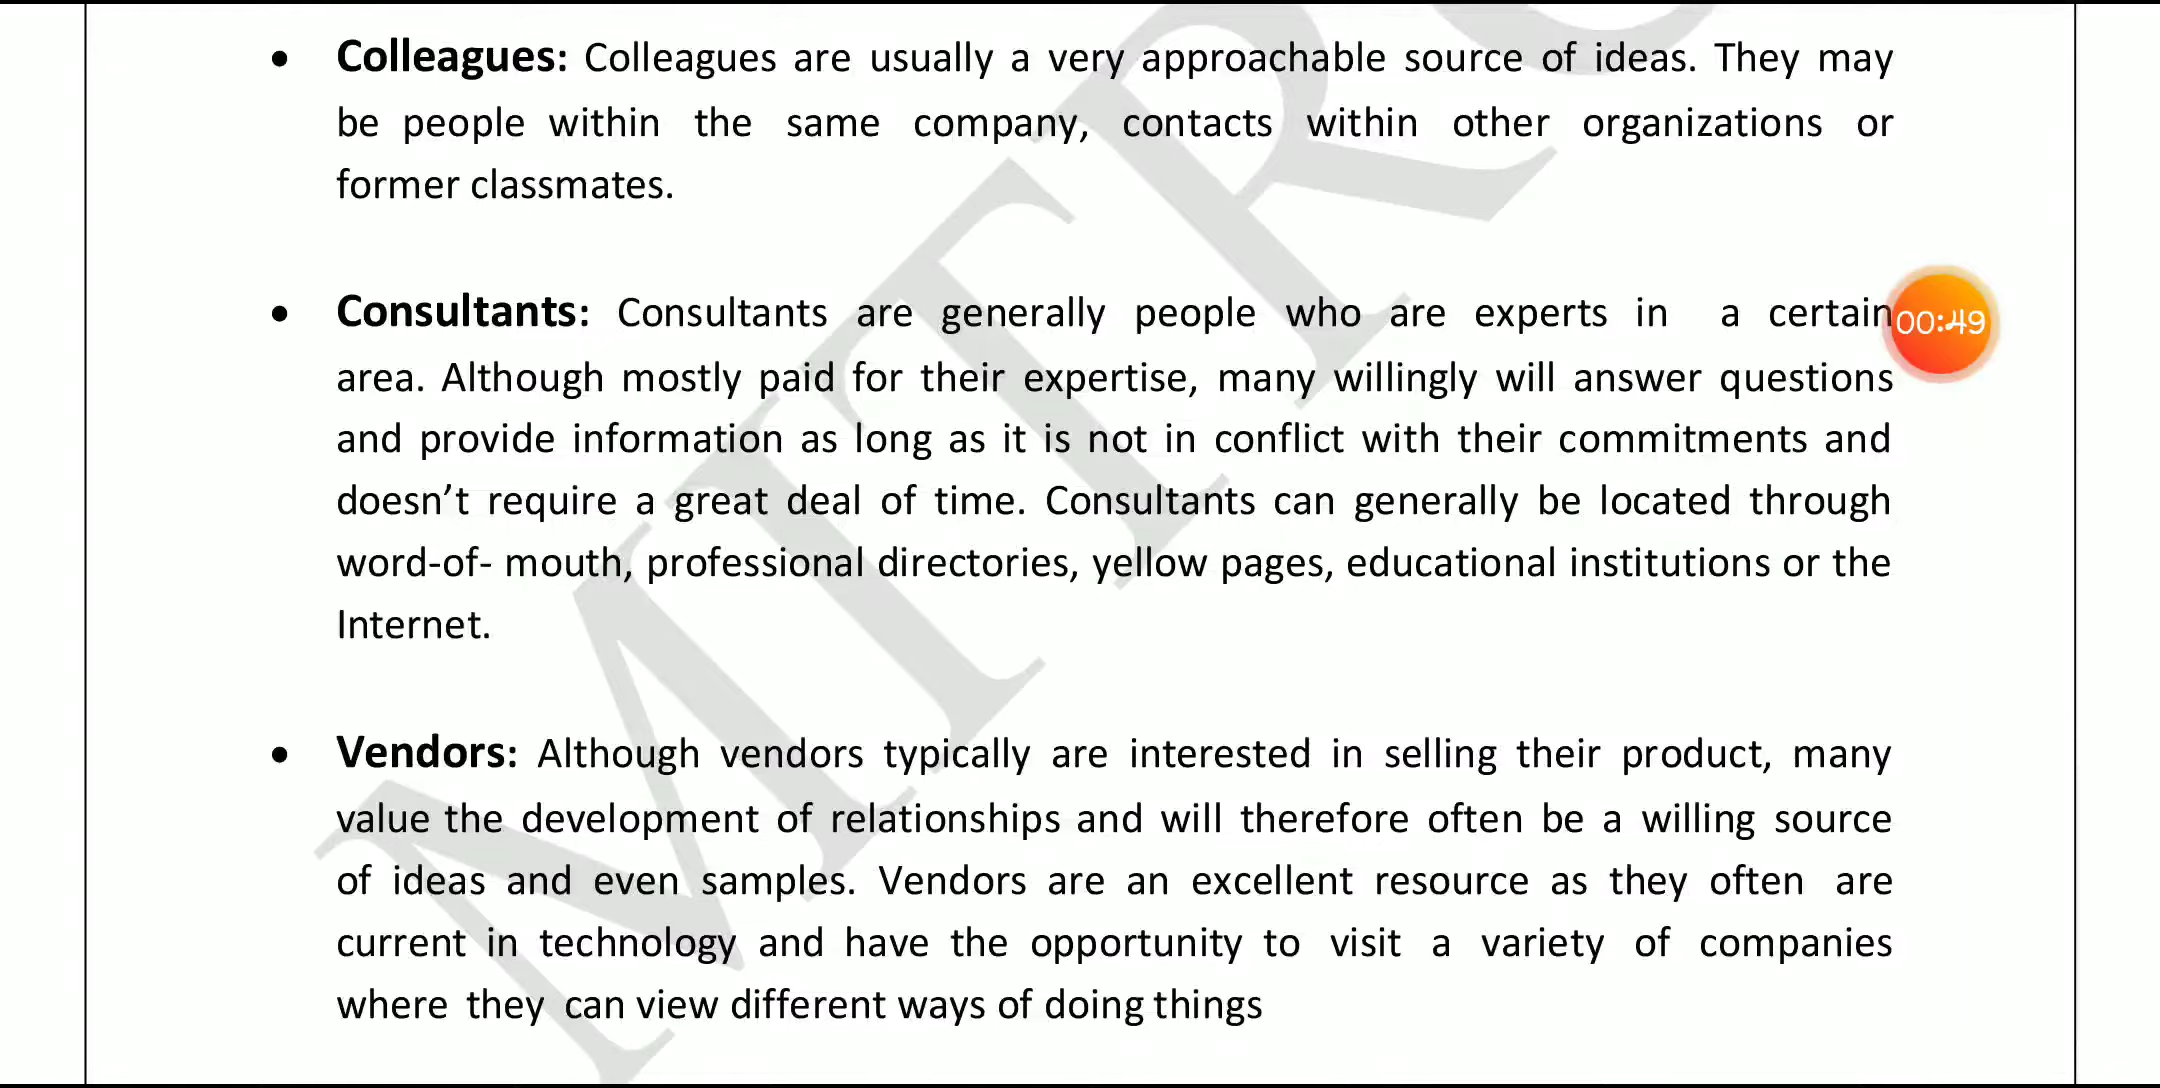 • Colleagues: Colleagues are usually a very approachable source of ideas. They may
be people within the same company, contacts within other organizations or
former classmates.
• Consultants: Consultants are generally people who are experts in a certain
00:49
area. Although mostly paid for their expertise, many willingly will answer questions
and provide information as long as it is not in conflict with their commitments and
doesn’t require a great deal of time. Consultants can generally be located through
word-of- mouth, professional directories, yellow pages, educational institutions or the
Internet.
• Vendors: Although vendors typically are interested in selling their product, many
value the development of relationships and will therefore often be a willing source
of ideas and even samples. Vendors are an excellent resource as they often are
current in technology and have the opportunity to visit a variety of companies
where they can view different ways of doing things